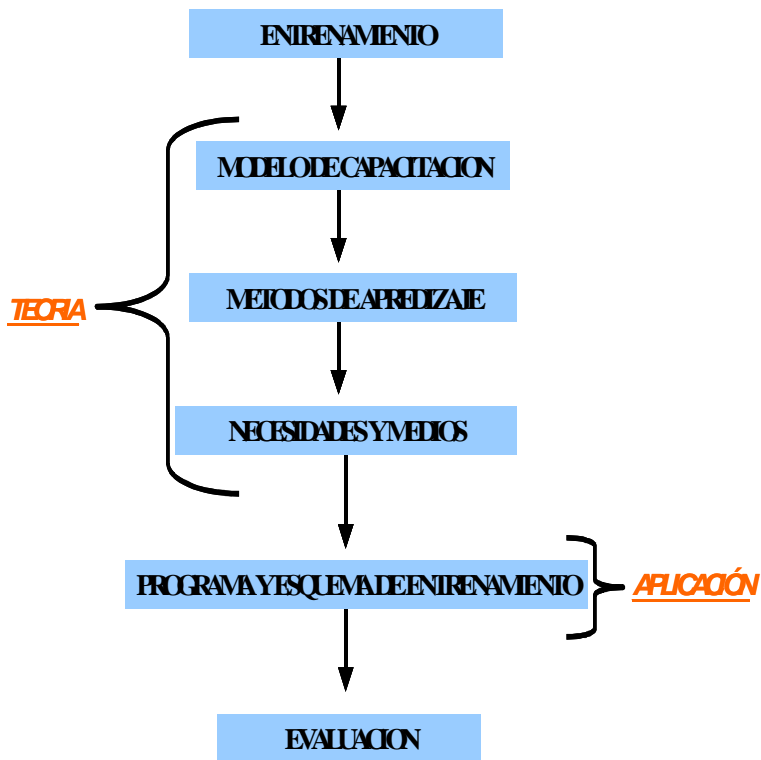 ENTRENAMIENTO
MODELO DE CAPACITACION
METODOS DE APREDIZAJE
TEORIA
NECESIDADES Y MEDIOS
PROGRAMA Y ESQUEMA DE ENTRENAMIENTO
APLICACIÓN
EVALUACION